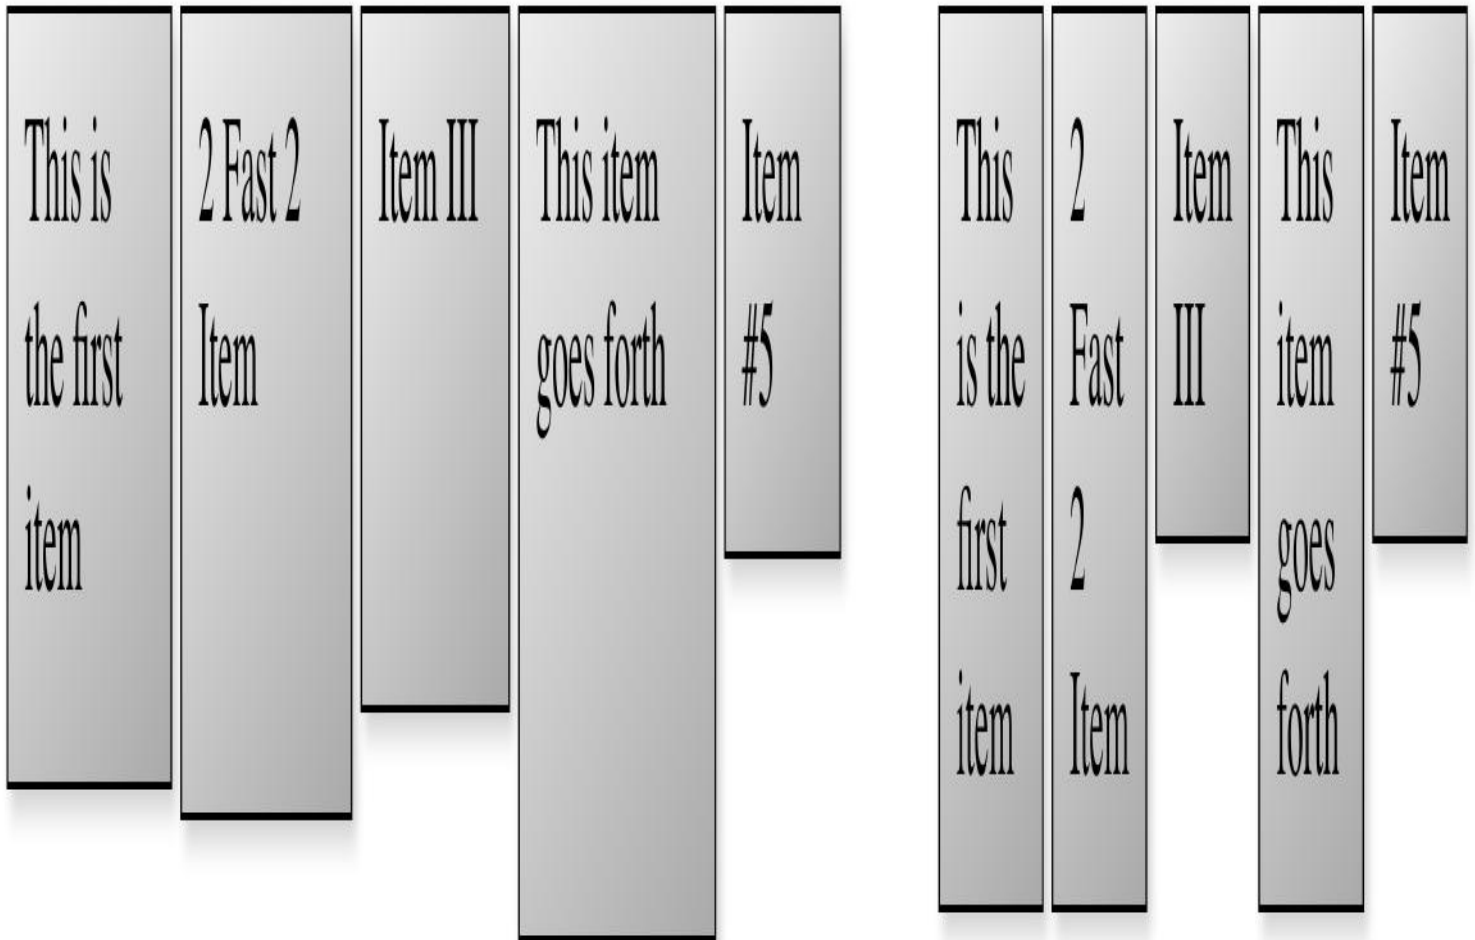 This is
the first
item
2 Fast 2
Item
Item III
This item
goes forth
Item
#5
This
is the
first
item
2
Fast
2
Item
Item
III
This
item
goes
forth
Item
#5